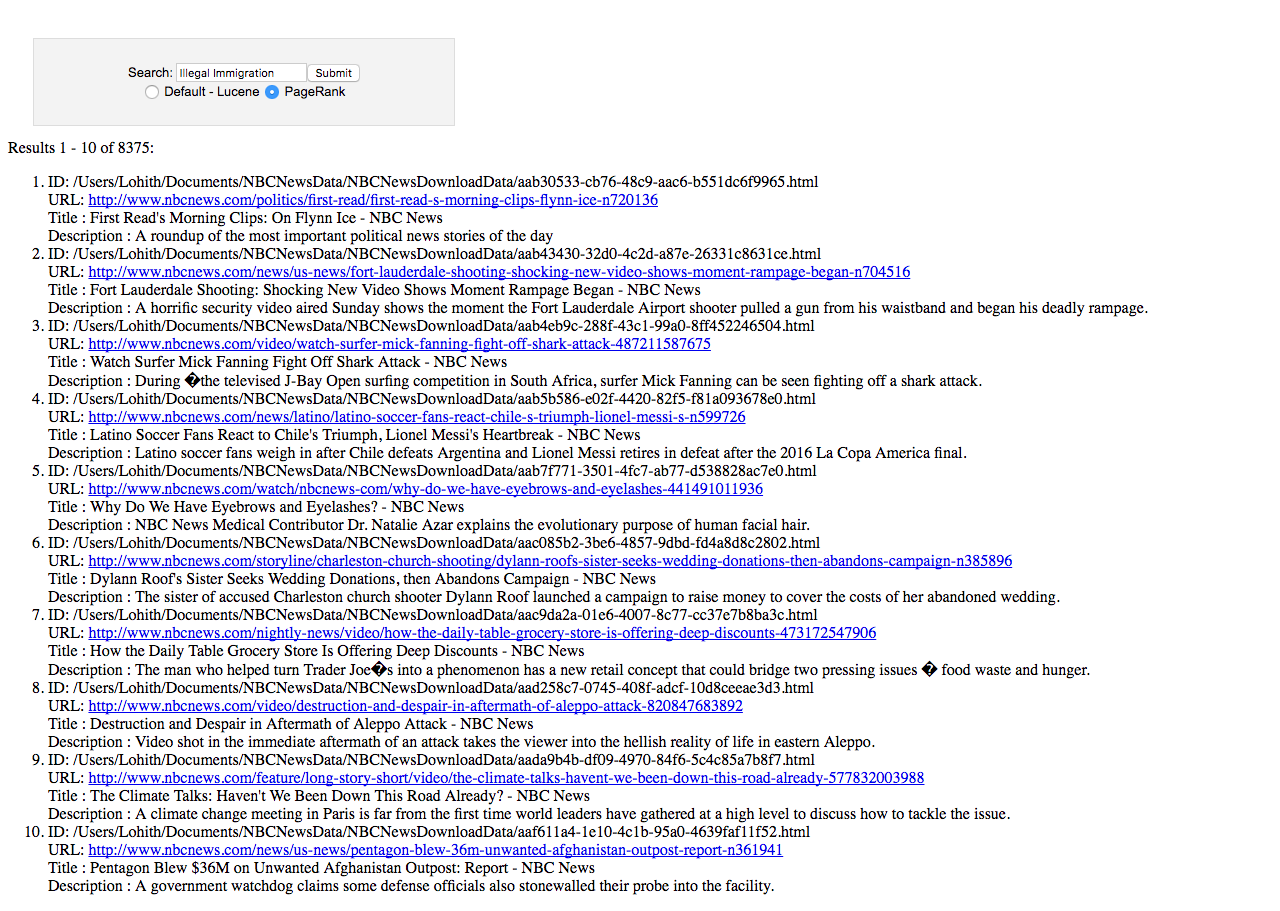 Search: Illegal Immigration Submit
Default - Lucene PageRank
Results 1 - 10 of 8375:
1. ID: /Users/Lohith/Documents/NBCNewsData/NBCNewsDownloadData/aab30533-cb76-48c9-aac6-b551dc6f9965.html
URL: http://www.nbcnews.com/politics/first-read/first-read-s-morning-clips-flynn-ice-n720136
Title : First Read's Morning Clips: On Flynn Ice - NBC News
Description : A roundup of the most important political news stories of the day
2. ID: /Users/Lohith/Documents/NBCNewsData/NBCNewsDownloadData/aab43430-32d0-4c2d-a87e-26331c8631ce.html
URL: http://www.nbcnews.com/news/us-news/fort-lauderdale-shooting-shocking-new-video-shows-moment-rampage-began-n704516
Title : Fort Lauderdale Shooting: Shocking New Video Shows Moment Rampage Began - NBC News
Description : A horrific security video aired Sunday shows the moment the Fort Lauderdale Airport shooter pulled a gun from his waistband and began his deadly rampage.
3. ID: /Users/Lohith/Documents/NBCNewsData/NBCNewsDownloadData/aab4eb9c-288f-43c1-99a0-8ff452246504.html
URL: http://www.nbcnews.com/video/watch-surfer-mick-fanning-fight-off-shark-attack-487211587675
Title : Watch Surfer Mick Fanning Fight Off Shark Attack - NBC News
Description : During �the televised J-Bay Open surfing competition in South Africa, surfer Mick Fanning can be seen fighting off a shark attack.
4. ID: /Users/Lohith/Documents/NBCNewsData/NBCNewsDownloadData/aab5b586-e02f-4420-82f5-f81a093678e0.html
URL: http://www.nbcnews.com/news/latino/latino-soccer-fans-react-chile-s-triumph-lionel-messi-s-n599726
Title : Latino Soccer Fans React to Chile's Triumph, Lionel Messi's Heartbreak - NBC News
Description : Latino soccer fans weigh in after Chile defeats Argentina and Lionel Messi retires in defeat after the 2016 La Copa America final.
5. ID: /Users/Lohith/Documents/NBCNewsData/NBCNewsDownloadData/aab7f771-3501-4fc7-ab77-d538828ac7e0.html
URL: http://www.nbcnews.com/watch/nbcnews-com/why-do-we-have-eyebrows-and-eyelashes-441491011936
Title : Why Do We Have Eyebrows and Eyelashes? - NBC News
Description : NBC News Medical Contributor Dr. Natalie Azar explains the evolutionary purpose of human facial hair.
6. ID: /Users/Lohith/Documents/NBCNewsData/NBCNewsDownloadData/aac085b2-3be6-4857-9dbd-fd4a8d8c2802.html
URL: http://www.nbcnews.com/storyline/charleston-church-shooting/dylann-roofs-sister-seeks-wedding-donations-then-abandons-campaign-n385896
Title : Dylann Roof's Sister Seeks Wedding Donations, then Abandons Campaign - NBC News
Description : The sister of accused Charleston church shooter Dylann Roof launched a campaign to raise money to cover the costs of her abandoned wedding.
7. ID: /Users/Lohith/Documents/NBCNewsData/NBCNewsDownloadData/aac9da2a-01e6-4007-8c77-cc37e7b8ba3c.html
URL: http://www.nbcnews.com/nightly-news/video/how-the-daily-table-grocery-store-is-offering-deep-discounts-473172547906
Title : How the Daily Table Grocery Store Is Offering Deep Discounts - NBC News
Description : The man who helped turn Trader Joe�s into a phenomenon has a new retail concept that could bridge two pressing issues � food waste and hunger.
8. ID: /Users/Lohith/Documents/NBCNewsData/NBCNewsDownloadData/aad258c7-0745-408f-adcf-10d8ceeae3d3.html
URL: http://www.nbcnews.com/video/destruction-and-despair-in-aftermath-of-aleppo-attack-820847683892
Title : Destruction and Despair in Aftermath of Aleppo Attack - NBC News
Description : Video shot in the immediate aftermath of an attack takes the viewer into the hellish reality of life in eastern Aleppo.
9. ID: /Users/Lohith/Documents/NBCNewsData/NBCNewsDownloadData/aada9b4b-df09-4970-84f6-5c4c85a7b8f7.html
URL: http://www.nbcnews.com/feature/long-story-short/video/the-climate-talks-havent-we-been-down-this-road-already-577832003988
Title : The Climate Talks: Haven't We Been Down This Road Already? - NBC News
Description : A climate change meeting in Paris is far from the first time world leaders have gathered at a high level to discuss how to tackle the issue.
10. ID: /Users/Lohith/Documents/NBCNewsData/NBCNewsDownloadData/aaf611a4-1e10-4c1b-95a0-4639faf11f52.html
URL: http://www.nbcnews.com/news/us-news/pentagon-blew-36m-unwanted-afghanistan-outpost-report-n361941
Title : Pentagon Blew $36M on Unwanted Afghanistan Outpost: Report - NBC News
Description : A government watchdog claims some defense officials also stonewalled their probe into the facility.